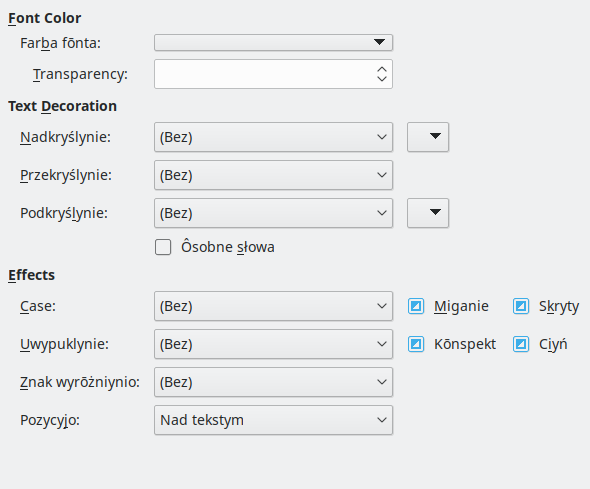 Font Color
Farba fōnta:
Transparency:
Text Decoration
Nadkryślynie: (Bez)
Przekryślynie: (Bez)
Podkryślynie: (Bez)
Ôsobne słowa
Effects
Case: (Bez) Miganie Skryty
Uwypuklynie: (Bez) Kōnspekt Ciyń
Znak wyrōżniynio: (Bez)
Pozycyjo: Nad tekstym